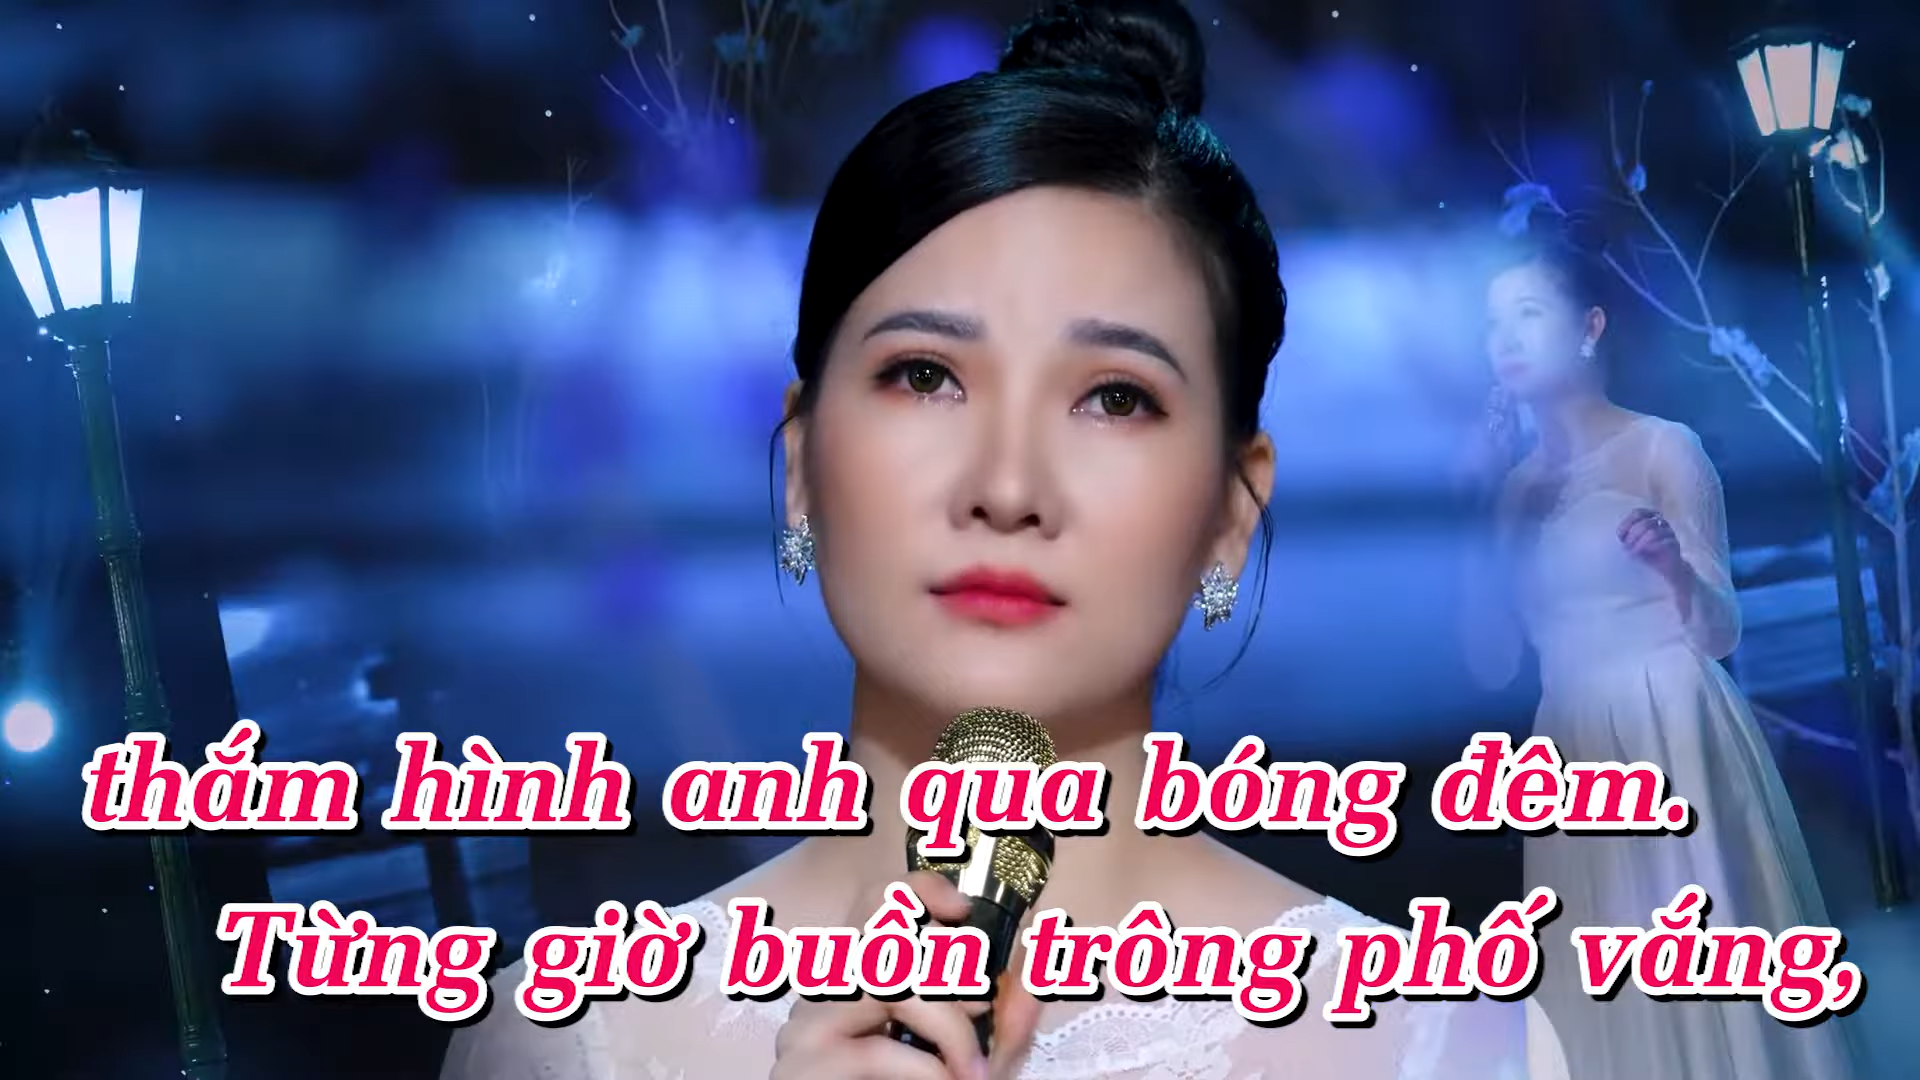 thắm hình anh qua bóng đêm.
Từng giờ buồn trông phố vắng,